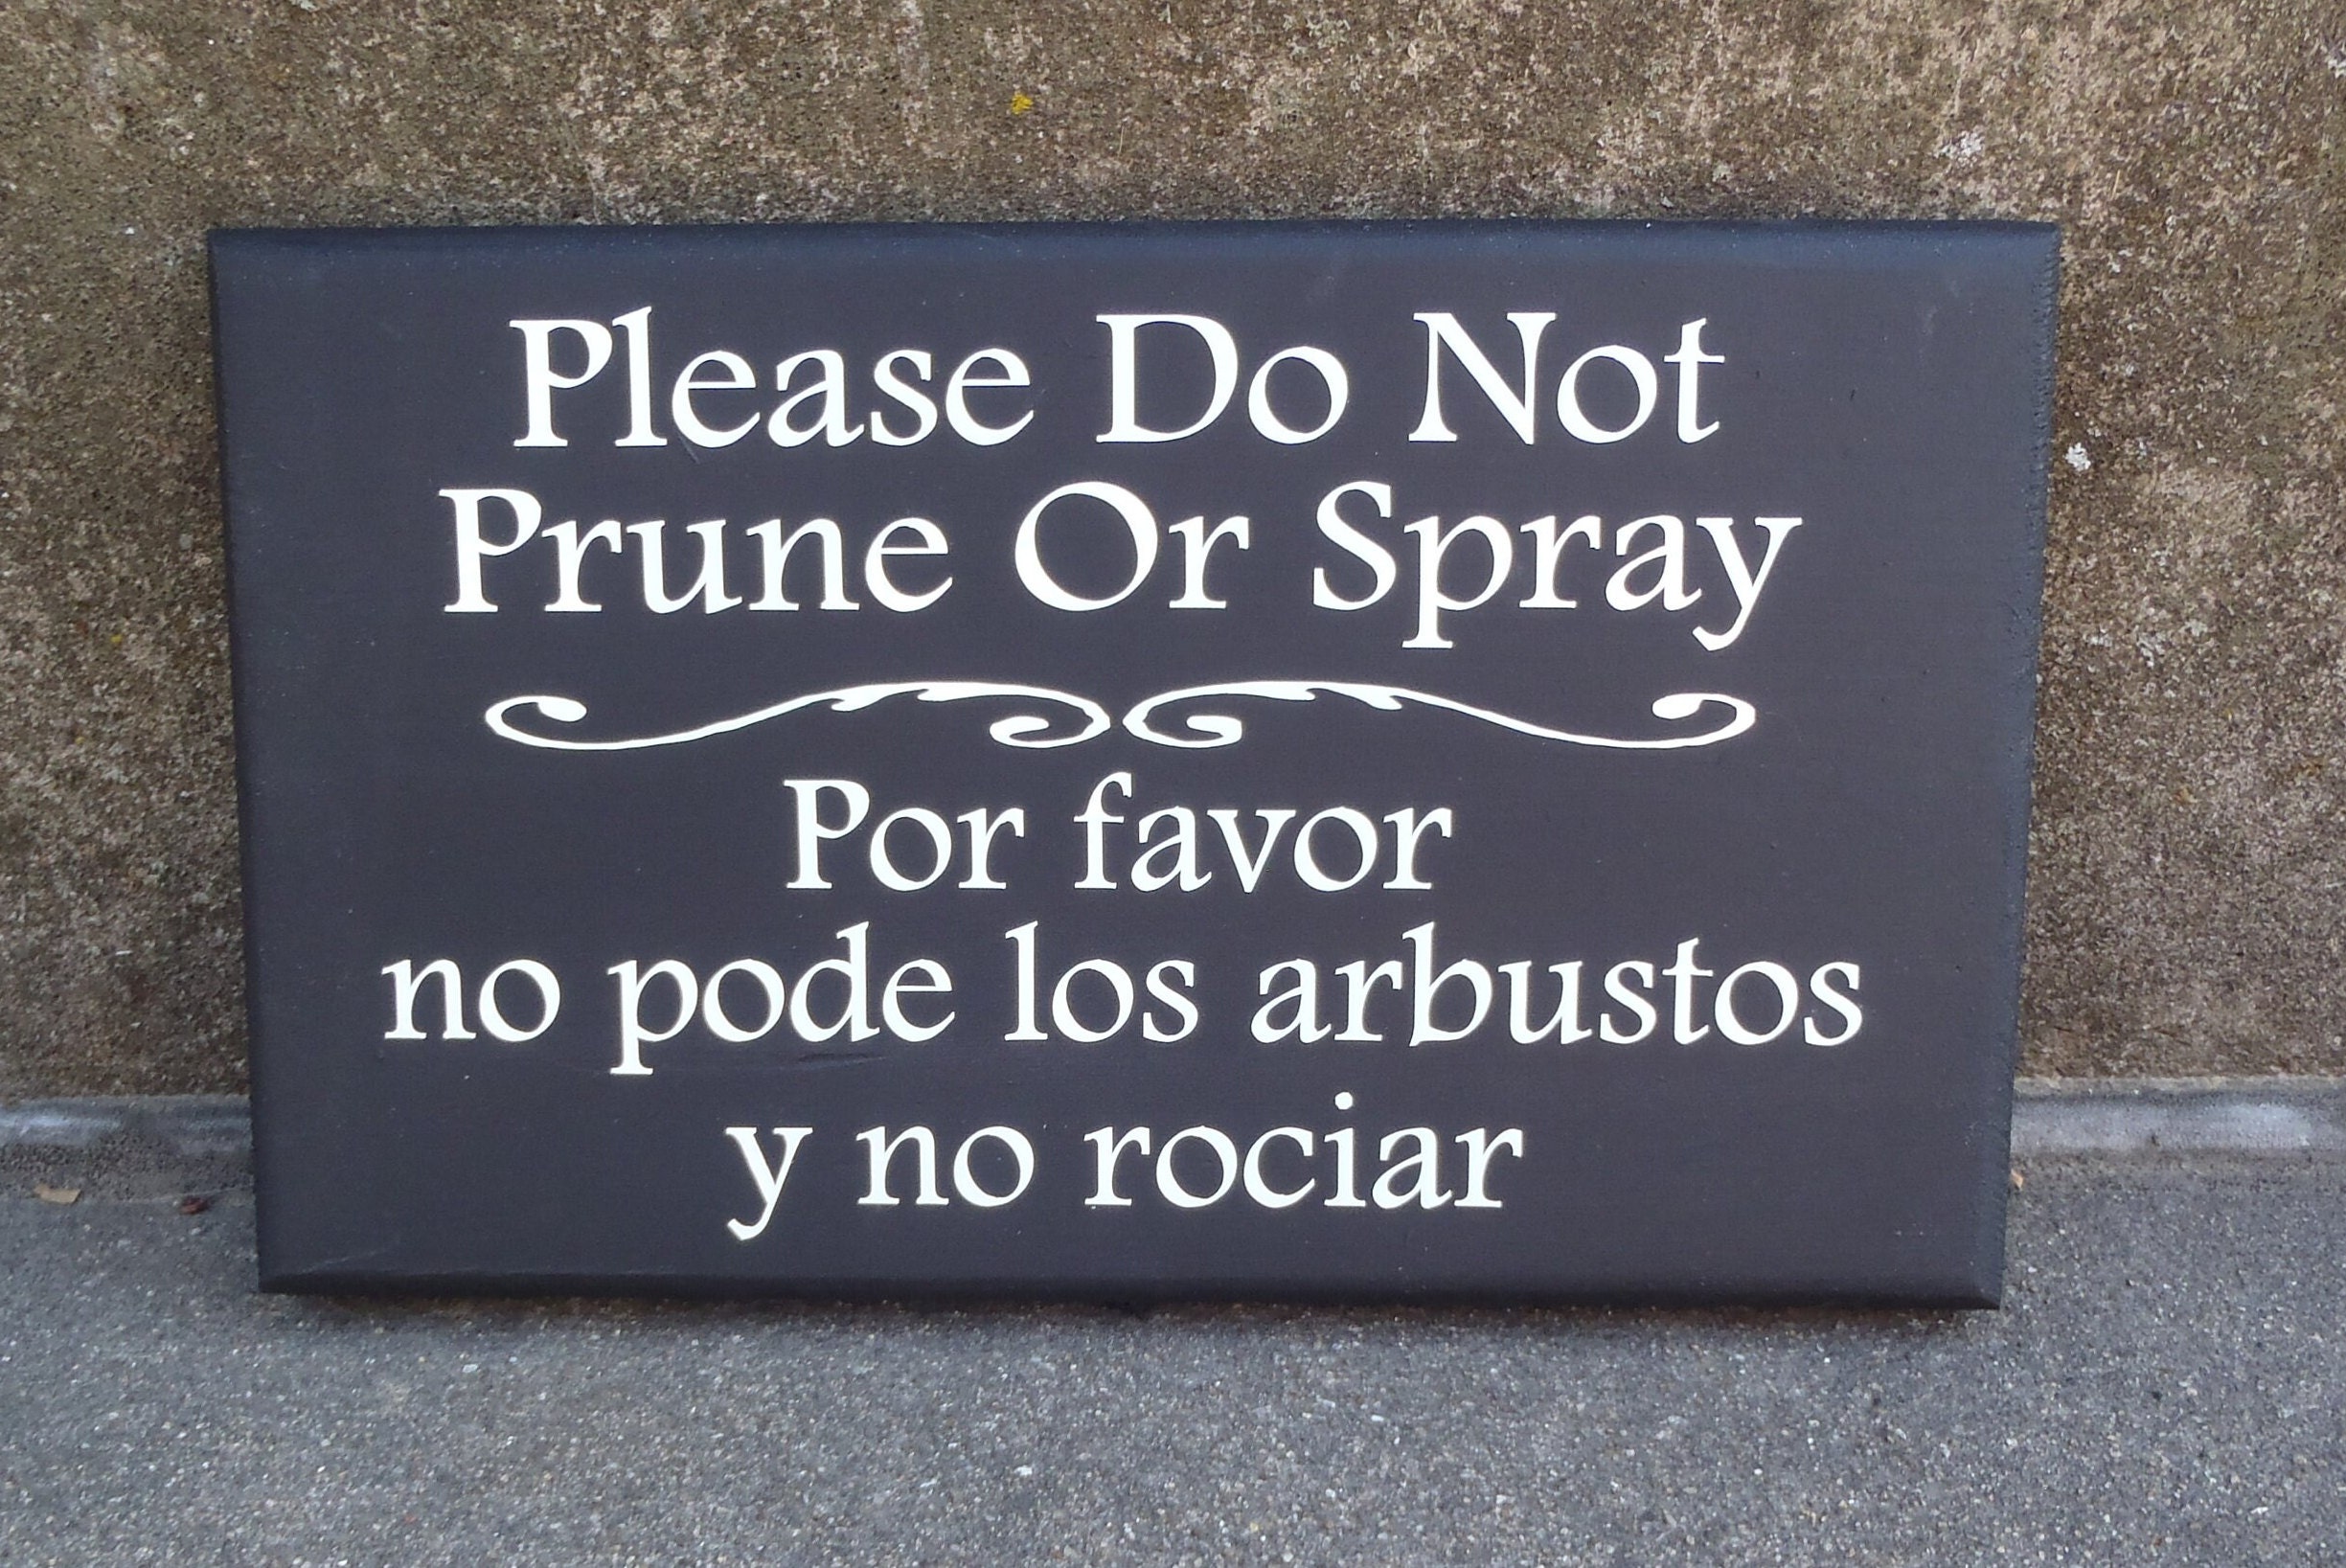 Please Do Not
Prune Or Spray
Por favor
no pode los arbustos
y no rociar